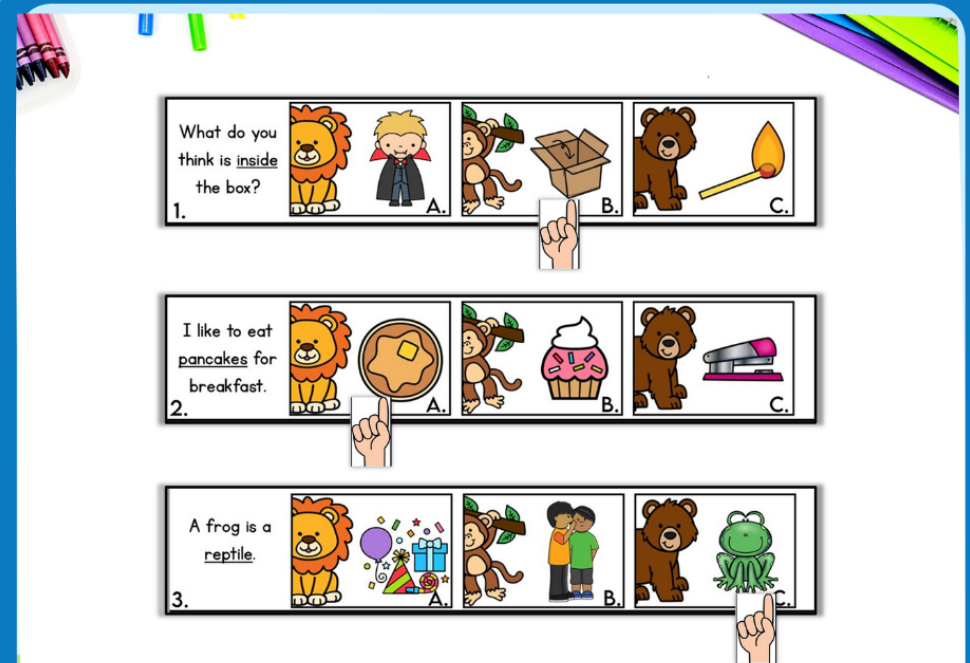 What do you
think is inside
the box?
1.
A.
B.
C.
I like to eat
pancakes for
breakfast.
2.
A.
B.
C.
A frog is a
reptile.
3.
A.
B.
C.